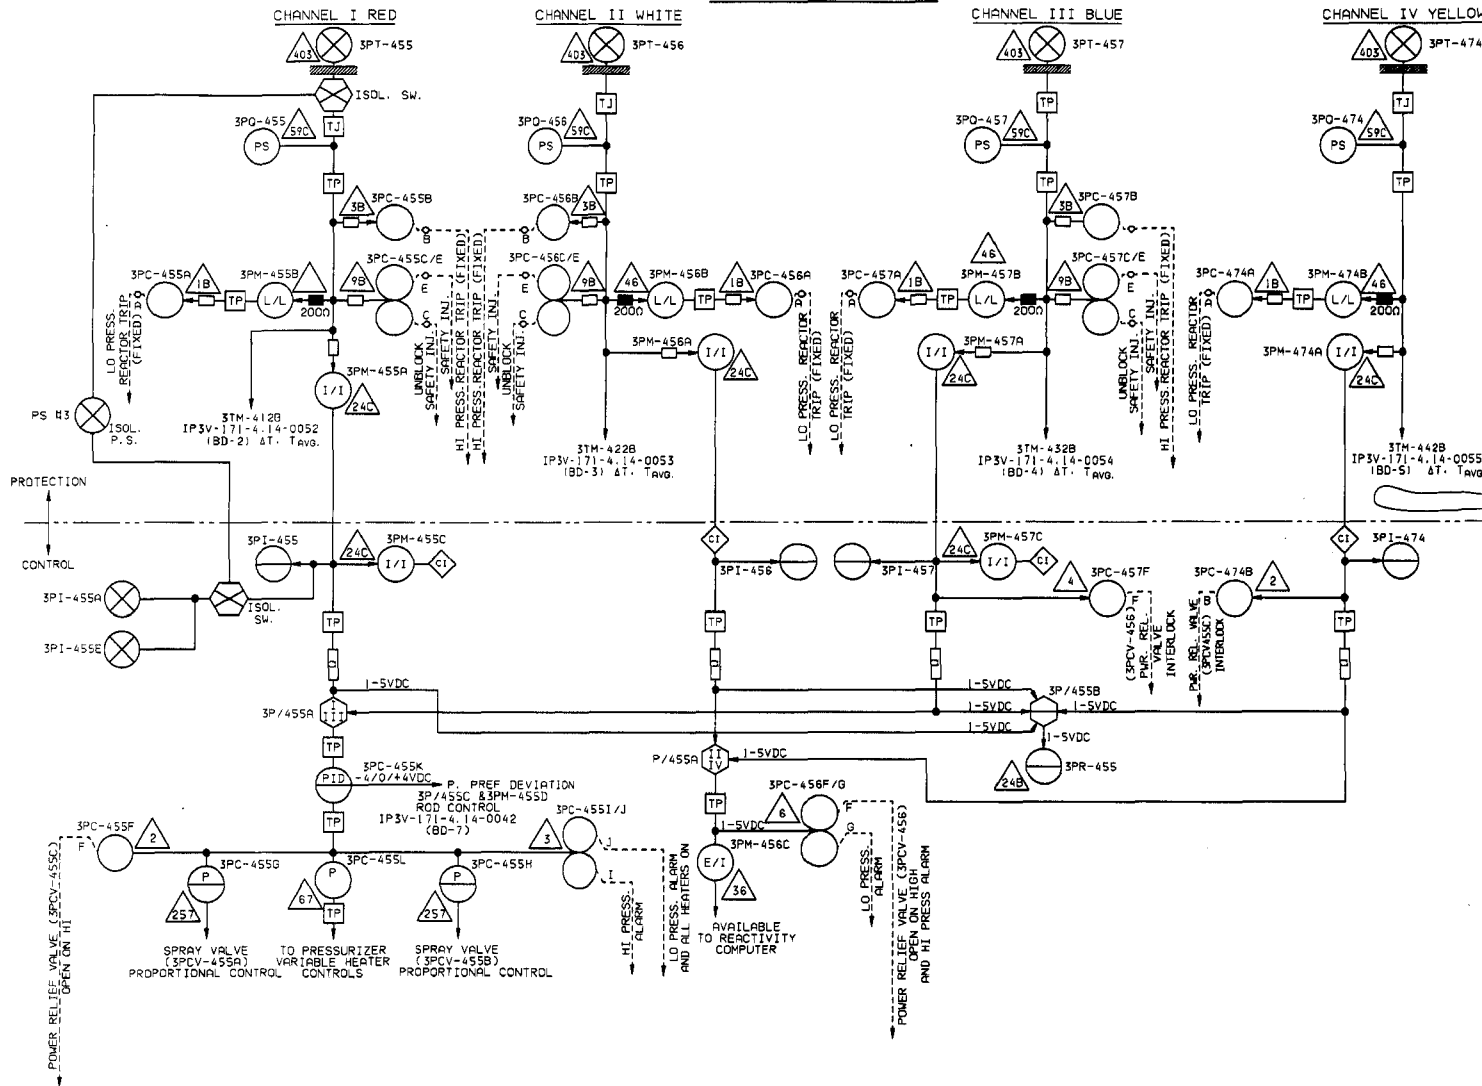 CHANNEL I RED
CHANNEL II WHITE
CHANNEL III BLUE
CHANNEL IV YELLOW
403
3PT-455
403
3PT-456
403
3PT-457
403
3PT-474
ISOL. SW.
TJ
TJ
TP
TP
3PQ-455
59C
PS
3PQ-456
59C
PS
3PQ-457
59C
PS
3PQ-474
59C
PS
TP
TP
TP
TP
3B
3PC-455B
B
3PC-456B
3B
B
3B
3PC-457B
3PC-455A
1B
3PM-455B
TP
L/L
200Ω
9B
3PC-455C/E
E
C
3PC-456C/E
9B
E
C
46
3PM-456B
L/L
200Ω
TP
1B
3PC-456A
3PC-457A
1B
TP
46
3PM-457B
L/L
200Ω
9B
3PC-457C/E
E
C
3PC-474A
1B
TP
3PM-474B
L/L
46
200Ω
LO PRESS.
REACTOR TRIP
(FIXED)
UNBLOCK
SAFETY INJ.
SAFETY INJ.
HI PRESS.REACTOR TRIP (FIXED)
HI PRESS.REACTOR TRIP (FIXED)
SAFETY INJ.
UNBLOCK
SAFETY INJ.
LO PRESS. REACTOR
TRIP (FIXED)
LO PRESS. REACTOR
TRIP (FIXED)
UNBLOCK
SAFETY INJ.
SAFETY INJ.
HI PRESS.REACTOR TRIP (FIXED)
LO PRESS. REACTOR
TRIP (FIXED)
3PM-455A
I/I
24C
3PM-456A
I/I
24C
3PM-457A
I/I
24C
3PM-474A
I/I
24C
3TM-412B
IP3V-171-4.14-0052
(BD-2) ΔT, TAVG.
3TM-422B
IP3V-171-4.14-0053
(BD-3) ΔT, TAVG.
3TM-432B
IP3V-171-4.14-0054
(BD-4) ΔT, TAVG.
3TM-442B
IP3V-171-4.14-0055
(BD-5) ΔT, TAVG.
PS #3
ISOL.
P.S.
PROTECTION
CONTROL
3PI-455
24C
3PM-455C
I/I
CI
CI
3PI-456
3PI-457
24C
3PM-457C
I/I
CI
CI
3PI-474
3PI-455A
3PI-455E
ISOL.
SW.
4
3PC-457F
F
3PC-474B
B
2
(3PCV-456)
PWR. REL.
VALVE
INTERLOCK
PWR. REL. VALVE
(3PCV455C)
INTERLOCK
TP
TP
TP
TP
Q
Q
Q
1-5VDC
1-5VDC
3P/455B
1-5VDC
1-5VDC
1-5VDC
1-5VDC
3P/455A
I
III
TP
P/455A
II
IV
1-5VDC
24B
3PR-455
3PC-455K
PID
-4/0/+4VDC
P. PREF DEVIATION
3P/455C &3PM-455D
ROD CONTROL
IP3V-171-4.14-0042
(BD-7)
TP
TP
3PC-456F/G
6
1-5VDC
F
G
3PM-456C
E/I
36
AVAILABLE
TO REACTIVITY
COMPUTER
LO PRESS.
ALARM
POWER RELIEF VALVE (3PCV-456)
OPEN ON HIGH
AND HI PRESS ALARM
3PC-455F
F
2
3PC-455G
P
257
3PC-455L
P
67
TP
3PC-455H
P
257
3
3PC-455I/J
J
I
HI PRESS.
ALARM
LO PRESS. ALARM
AND ALL HEATERS ON
POWER RELIEF VALVE (3PCV-455C)
OPEN ON HI
SPRAY VALVE
(3PCV-455A)
PROPORTIONAL CONTROL
TO PRESSURIZER
VARIABLE HEATER
CONTROLS
SPRAY VALVE
(3PCV-455B)
PROPORTIONAL CONTROL